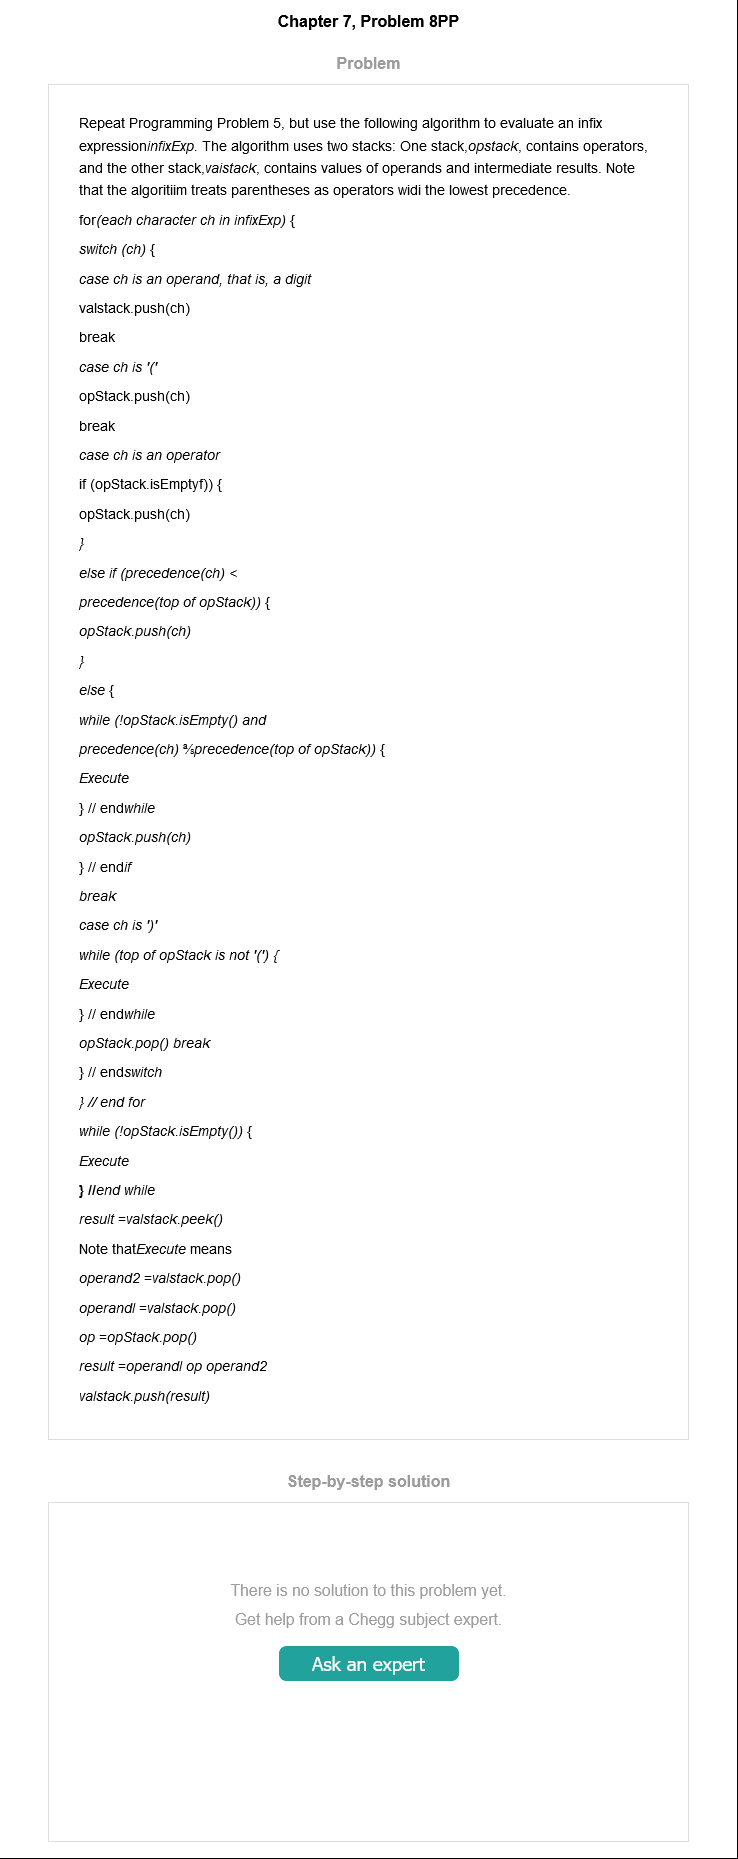 Chapter 7, Problem 8PP
Problem
Repeat Programming Problem 5, but use the following algorithm to evaluate an infix
expressioninfixExp. The algorithm uses two stacks: One stack,opstack, contains operators,
and the other stack,vaistack, contains values of operands and intermediate results. Note
that the algoritiim treats parentheses as operators widi the lowest precedence.
for(each character ch in infixExp) {
switch (ch) {
case ch is an operand, that is, a digit
valstack.push(ch)
break
case ch is '('
opStack.push(ch)
break
case ch is an operator
if (opStack.isEmptyf)) {
opStack.push(ch)
}
else if (precedence(ch) <
precedence(top of opStack)) {
opStack.push(ch)
}
else {
while (!opStack.isEmpty() and
precedence(ch) precedence(top of opStack)) {
Execute
} // endwhile
opStack.push(ch)
} // endif
break
case ch is ')'
while (top of opStack is not '(') {
Execute
} // endwhile
opStack.pop() break
} // endswitch
} // end for
while (!opStack.isEmpty()) {
Execute
} //end while
result =valstack.peek()
Note thatExecute means
operand2 =valstack.pop()
operandl =valstack.pop()
op =opStack.pop()
result =operandl op operand2
valstack.push(result)
Step-by-step solution
There is no solution to this problem yet.
Get help from a Chegg subject expert.
Ask an expert